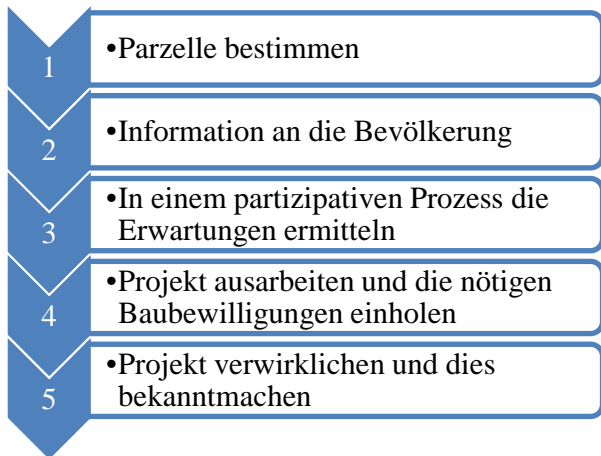 1
•Parzelle bestimmen
2
•Information an die Bevölkerung
3
•In einem partizipativen Prozess die
Erwartungen ermitteln
4
•Projekt ausarbeiten und die nötigen
Baubewilligungen einholen
5
•Projekt verwirklichen und dies
bekanntmachen